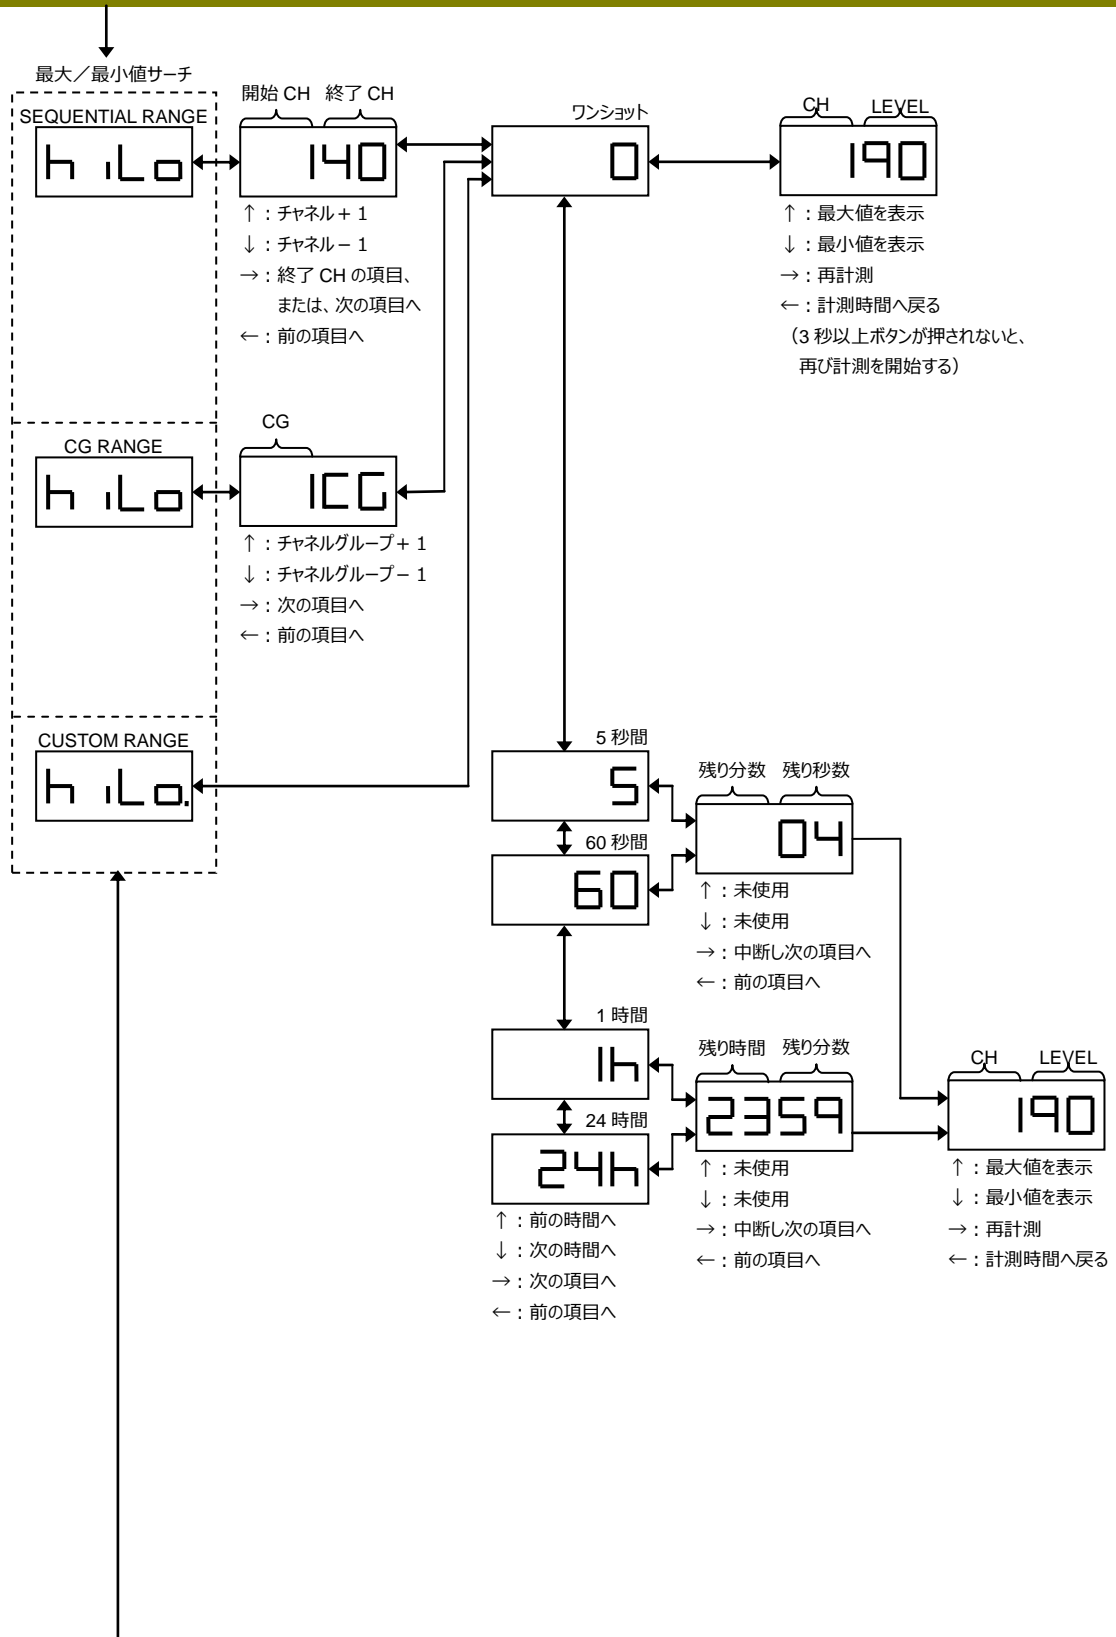 最大／最小値サーチ
SEQUENTIAL RANGE
hiLo
開始 CH 終了 CH
140
↑：チャネル＋ 1
↓：チャネル－ 1
→：終了 CH の項目、
または、次の項目へ
←：前の項目へ
ワンショット
0
CH LEVEL
190
↑：最大値を表示
↓：最小値を表示
→：再計測
←：計測時間へ戻る
（3 秒以上ボタンが押されないと、
再び計測を開始する）
CG RANGE
hiLo
CG
1CG
↑：チャネルグループ＋ 1
↓：チャネルグループ－ 1
→：次の項目へ
←：前の項目へ
CUSTOM RANGE
hiLo.
5 秒間
5
60 秒間
60
残り分数 残り秒数
04
↑：未使用
↓：未使用
→：中断し次の項目へ
←：前の項目へ
1 時間
1h
24 時間
24h
↑：前の時間へ
↓：次の時間へ
→：次の項目へ
←：前の項目へ
残り時間 残り分数
2359
↑：未使用
↓：未使用
→：中断し次の項目へ
←：前の項目へ
CH LEVEL
190
↑：最大値を表示
↓：最小値を表示
→：再計測
←：計測時間へ戻る